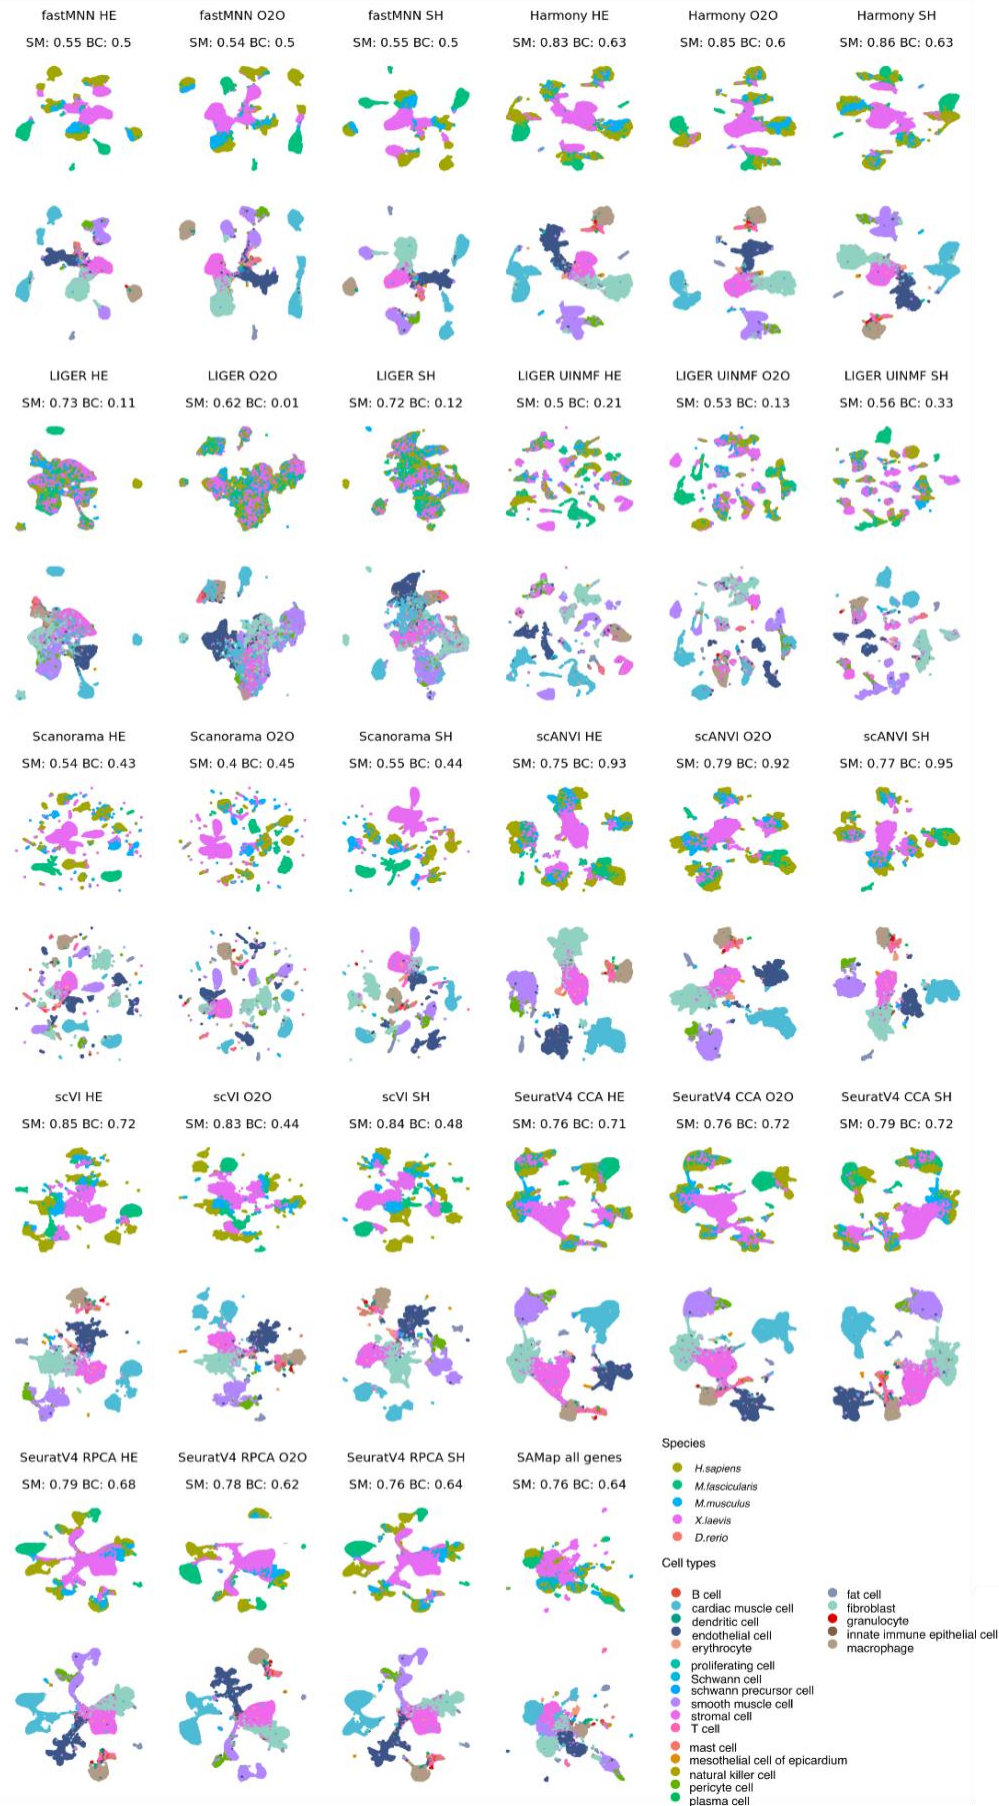 fastMNN HE fastMNN O2O fastMNN SH Harmony HE Harmony O2O Harmony SH
SM: 0.55 BC: 0.5 SM: 0.54 BC: 0.5 SM: 0.55 BC: 0.5 SM: 0.83 BC: 0.63 SM: 0.85 BC: 0.6 SM: 0.86 BC: 0.63
LIGER HE LIGER O2O LIGER SH LIGER UINMF HE LIGER UINMF O2O LIGER UINMF SH
SM: 0.73 BC: 0.11 SM: 0.62 BC: 0.01 SM: 0.72 BC: 0.12 SM: 0.5 BC: 0.21 SM: 0.53 BC: 0.13 SM: 0.56 BC: 0.33
Scanorama HE Scanorama O2O Scanorama SH scANVI HE scANVI O2O scANVI SH
SM: 0.54 BC: 0.43 SM: 0.4 BC: 0.45 SM: 0.55 BC: 0.44 SM: 0.75 BC: 0.93 SM: 0.79 BC: 0.92 SM: 0.77 BC: 0.95
scVI HE scVI O2O scVI SH SeuratV4 CCA HE SeuratV4 CCA O2O SeuratV4 CCA SH
SM: 0.85 BC: 0.72 SM: 0.83 BC: 0.44 SM: 0.84 BC: 0.48 SM: 0.76 BC: 0.71 SM: 0.76 BC: 0.72 SM: 0.79 BC: 0.72
SeuratV4 RPCA HE SeuratV4 RPCA O2O SeuratV4 RPCA SH SAMap all genes
SM: 0.79 BC: 0.68 SM: 0.78 BC: 0.62 SM: 0.76 BC: 0.64 SM: 0.76 BC: 0.64
Species
H.sapiens
M.fascicularis
M.musculus
X.laevis
D.rerio
Cell types
B cell
cardiac muscle cell
dendritic cell
endothelial cell
erythrocyte
proliferating cell
Schwann cell
schwann precursor cell
smooth muscle cell
stromal cell
T cell
mast cell
mesothelial cell of epicardium
natural killer cell
pericyte cell
plasma cell
fat cell
fibroblast
granulocyte
innate immune epithelial cell
macrophage